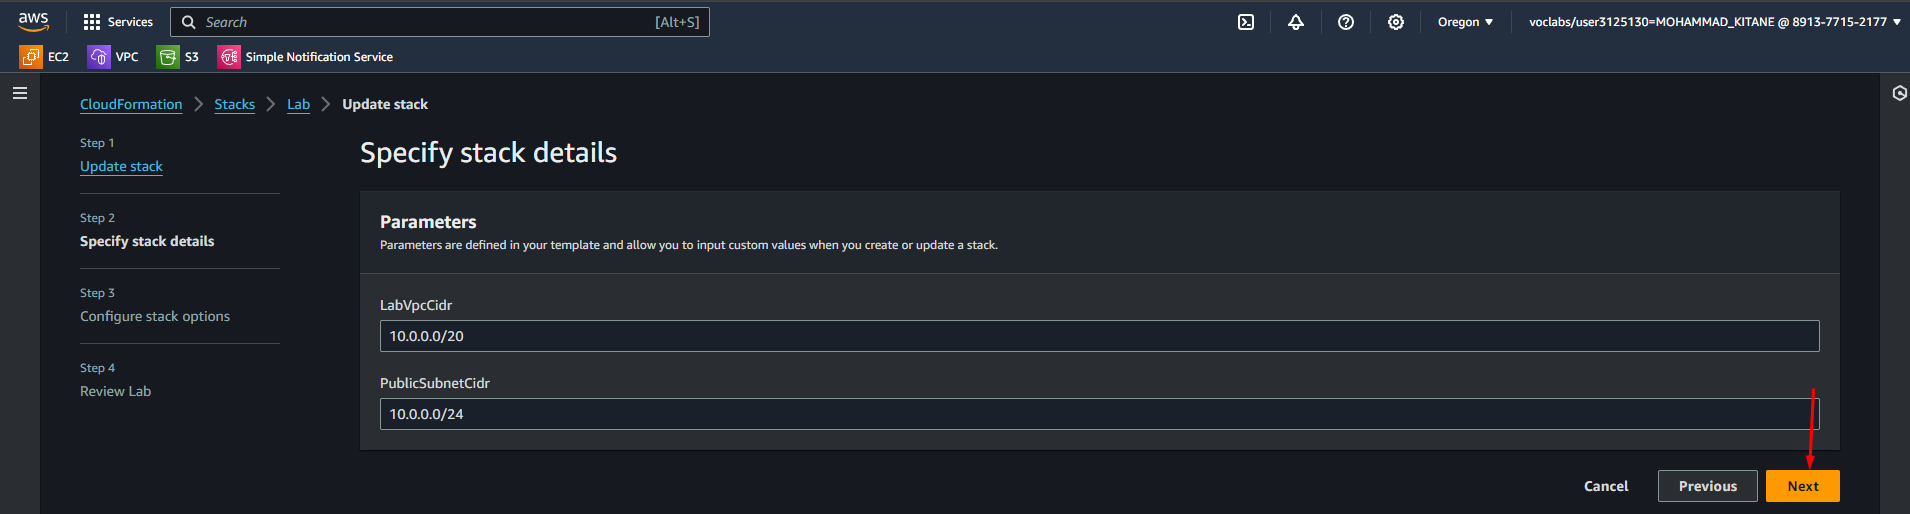 aws
Services
Search
[Alt+S]
Oregon
voclabs/user3125130=MOHAMMAD_KITANE @ 8913-7715-2177
EC2
VPC
S3
Simple Notification Service
CloudFormation
Stacks
Lab
Update stack
Step 1
Update stack
Step 2
Specify stack details
Step 3
Configure stack options
Step 4
Review Lab
Specify stack details
Parameters
Parameters are defined in your template and allow you to input custom values when you create or update a stack.
LabVpcCidr
10.0.0.0/20
PublicSubnetCidr
10.0.0.0/24
Cancel
Previous
Next